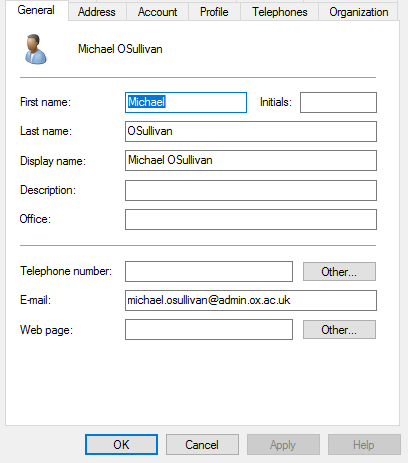 General Address Account Profile Telephones Organization
Michael OSullivan
First name: Michael Initials:
Last name: OSullivan
Display name: Michael OSullivan
Description:
Office:
Telephone number: Other...
E-mail: michael.osullivan@admin.ox.ac.uk
Web page: Other...
OK Cancel Apply Help